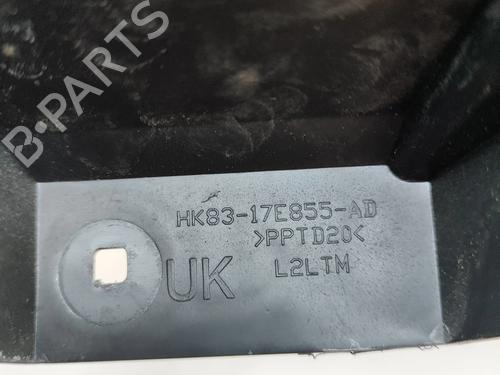 B-PARTS
HK83-17E855-AD
>PPTD20<
UK L2LTM